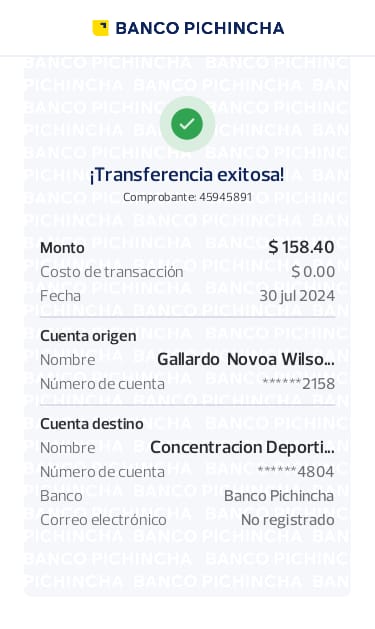 BANCO PICHINCHA
¡Transferencia exitosa!
Comprobante: 45945891
Monto $ 158.40
Costo de transacción $ 0.00
Fecha 30 jul 2024
Cuenta origen
Nombre Gallardo Novoa Wilso...
Número de cuenta ******2158
Cuenta destino
Nombre Concentracion Deporti...
Número de cuenta ******4804
Banco Banco Pichincha
Correo electrónico No registrado